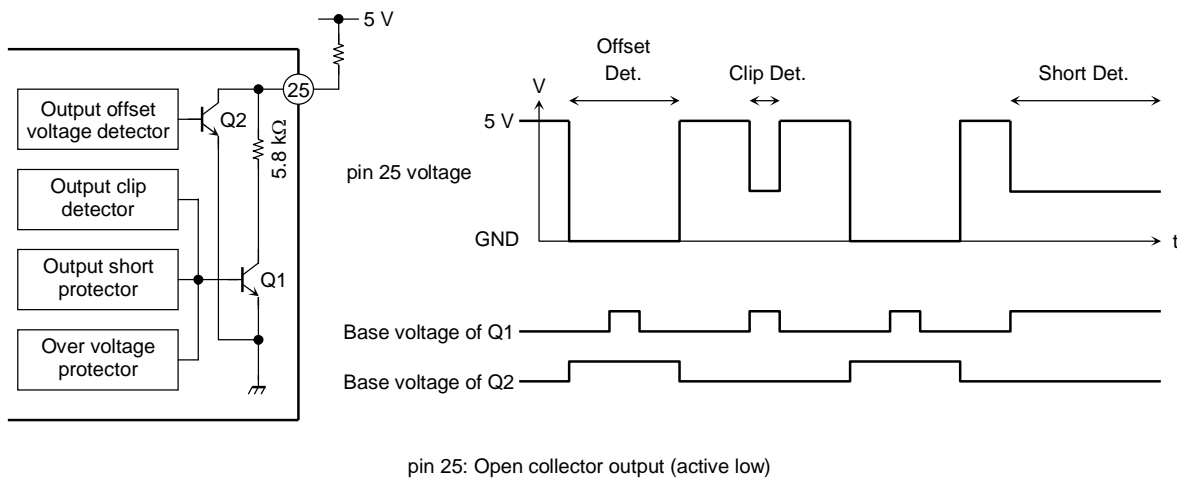 5 V
25
Output offset
voltage detector
Q2
5.8 kΩ
Output clip
detector
Output short
protector
Q1
Over voltage
protector
Offset
Det.
Clip Det.
Short Det.
V
5 V
pin 25 voltage
GND
t
Base voltage of Q1
Base voltage of Q2
pin 25: Open collector output (active low)